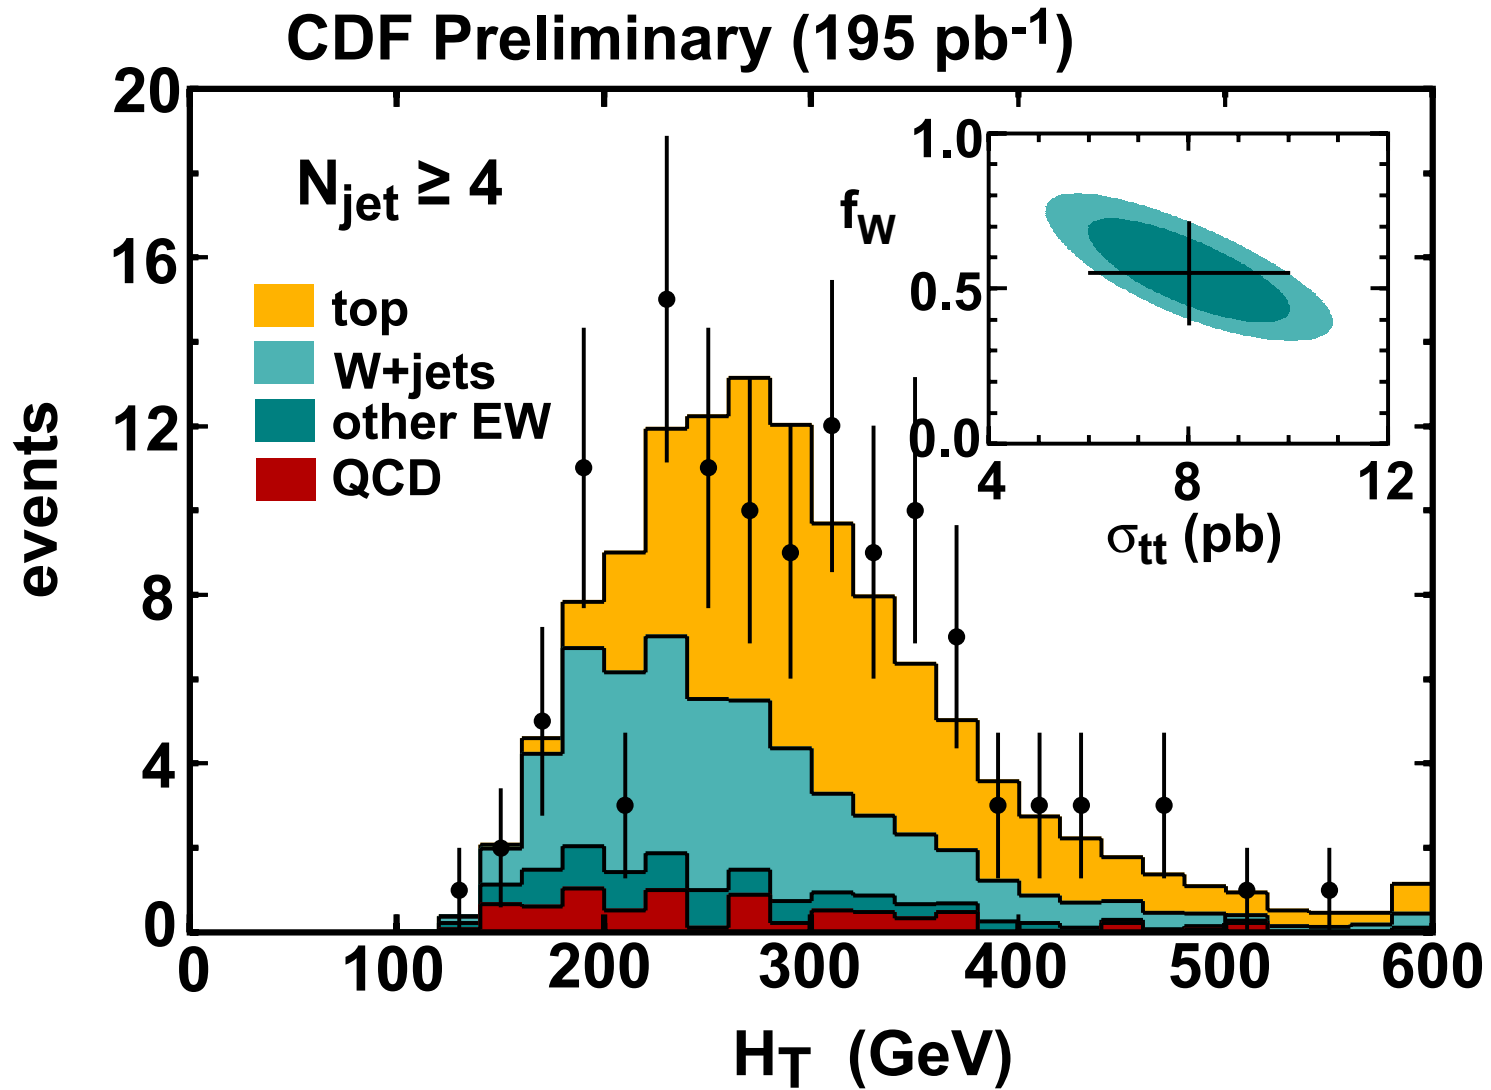 CDF Preliminary (195 pb-1)
20
16
12
8
4
0
events
Njet ≥ 4
top
W+jets
other EW
QCD
1.0
0.5
0.0
fW
4 8 12
σtt (pb)
0 100 200 300 400 500 600
HT (GeV)